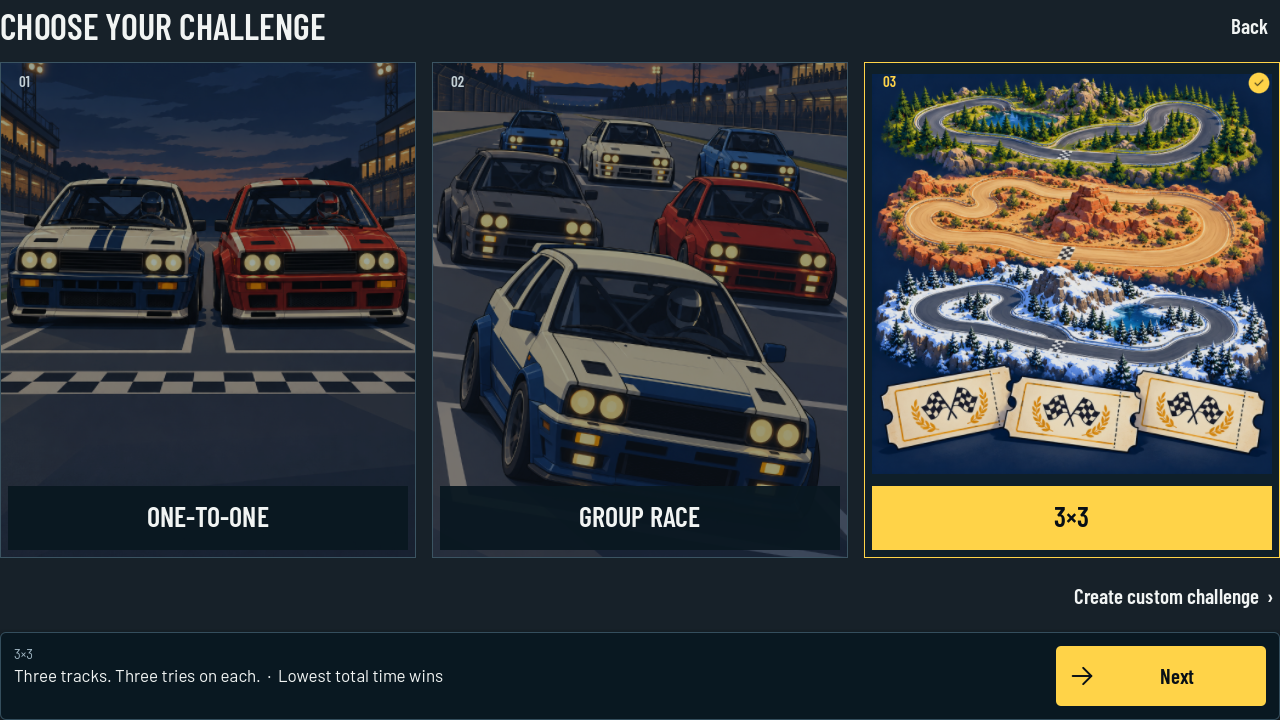 CHOOSE YOUR CHALLENGE
Back
01
02
03
ONE-TO-ONE
GROUP RACE
3×3
Create custom challenge ›
3×3
Three tracks. Three tries on each. · Lowest total time wins
Next